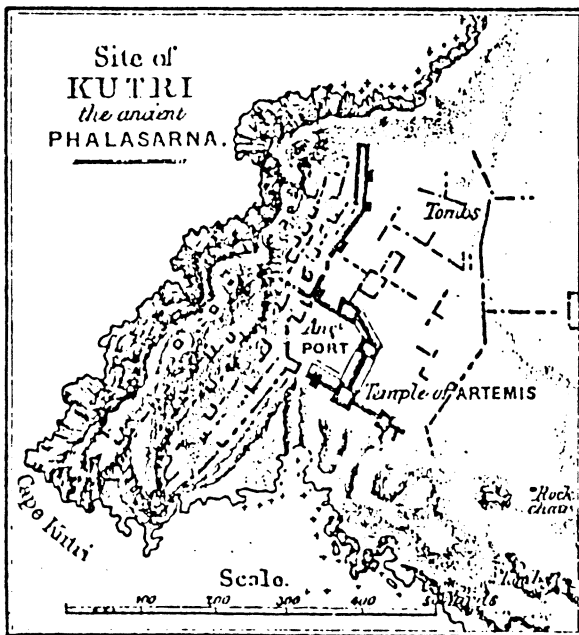 Site of
KUTRI
the ancient
PHALASARNA.
Tombs
Anct
PORT
Temple of ARTEMIS
Cape Kutri
Rock
Scale.
100 200 300 400